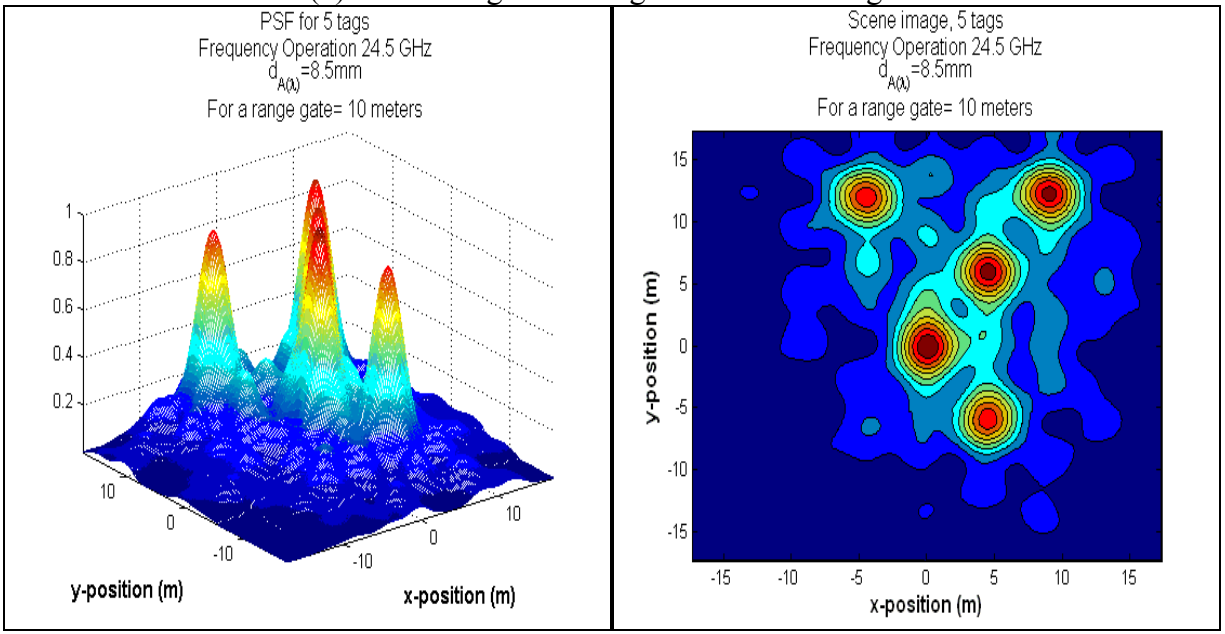 PSF for 5 tags
Frequency Operation 24.5 GHz
d_A(λ)=8.5mm
For a range gate= 10 meters
1
0.8
0.6
0.4
0.2
10
0
-10
-10
0
10
y-position (m)
x-position (m)
Scene image, 5 tags
Frequency Operation 24.5 GHz
d_A(λ)=8.5mm
For a range gate= 10 meters
15
10
5
0
-5
-10
-15
-15
-10
-5
0
5
10
15
y-position (m)
x-position (m)